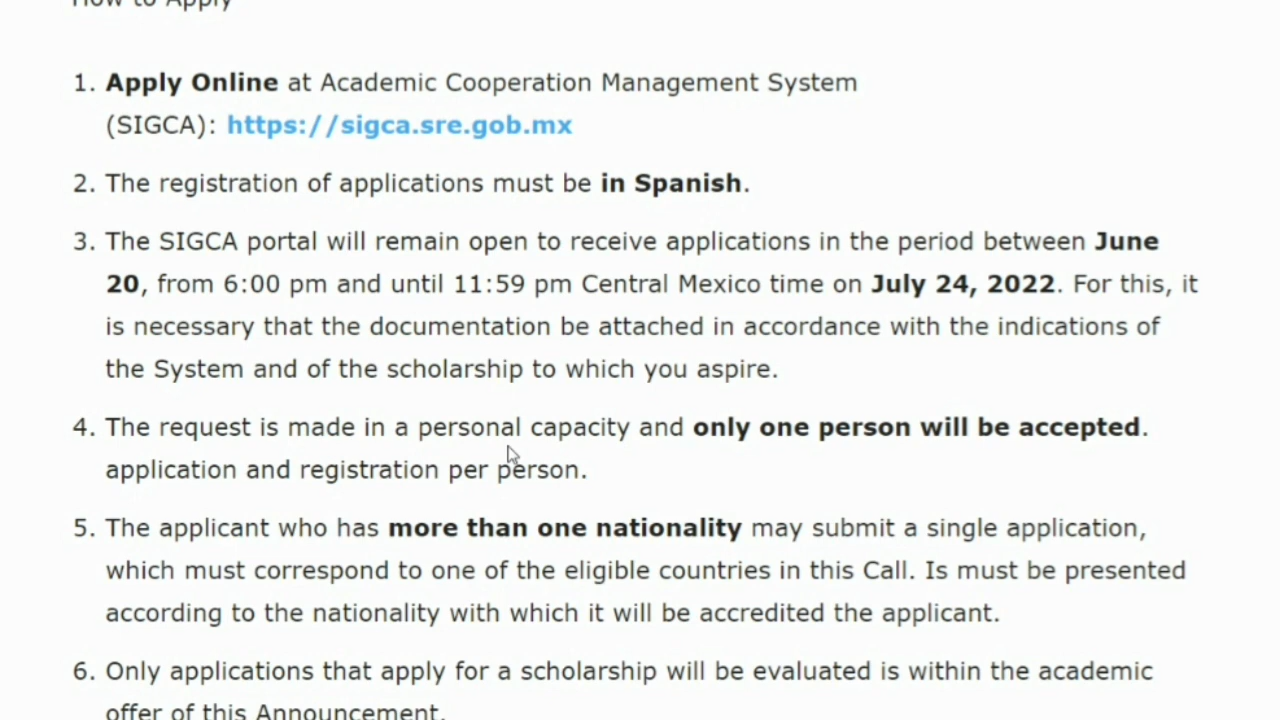 How to Apply
1. Apply Online at Academic Cooperation Management System
(SIGCA): https://sigca.sre.gob.mx
2. The registration of applications must be in Spanish.
3. The SIGCA portal will remain open to receive applications in the period between June
20, from 6:00 pm and until 11:59 pm Central Mexico time on July 24, 2022. For this, it
is necessary that the documentation be attached in accordance with the indications of
the System and of the scholarship to which you aspire.
4. The request is made in a personal capacity and only one person will be accepted.
application and registration per person.
5. The applicant who has more than one nationality may submit a single application,
which must correspond to one of the eligible countries in this Call. Is must be presented
according to the nationality with which it will be accredited the applicant.
6. Only applications that apply for a scholarship will be evaluated is within the academic
offer of this Announcement.